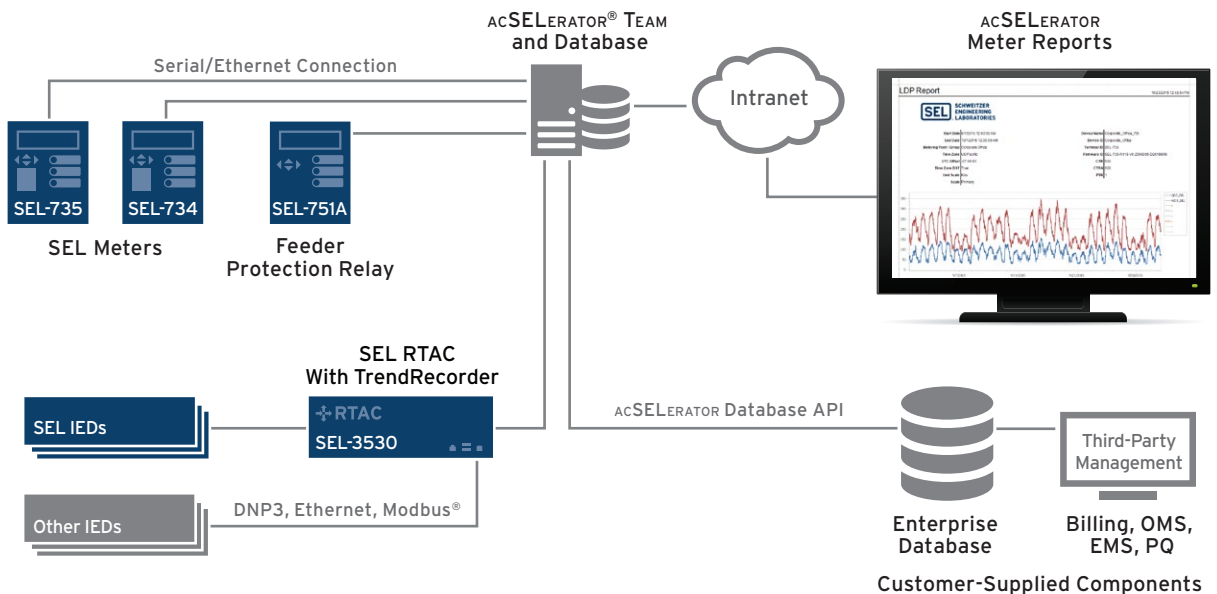 ACSELERATOR® TEAM
and Database
ACSELERATOR
Meter Reports
Serial/Ethernet Connection
Intranet
LDP Report
SEL
SCHWEITZER
ENGINEERING
LABORATORIES
SEL-735
SEL-734
SEL-751A
SEL Meters
Feeder
Protection Relay
SEL RTAC
With TrendRecorder
SEL IEDs
RTAC
SEL-3530
ACSELERATOR Database API
Third-Party
Management
Other IEDs
DNP3, Ethernet, Modbus®
Enterprise
Database
Billing, OMS,
EMS, PQ
Customer-Supplied Components